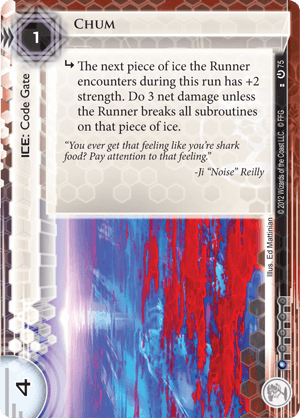 1
CHUM
ICE: Code Gate
↳ The next piece of ice the Runner
encounters during this run has +2
strength. Do 3 net damage unless
the Runner breaks all subroutines
on that piece of ice.
“You ever get that feeling like you're shark
food? Pay attention to that feeling.”
-Ji “Noise” Reilly
75
© 2012 Wizards of the Coast LLC. © FFG
Illus. Ed Mattinian
4